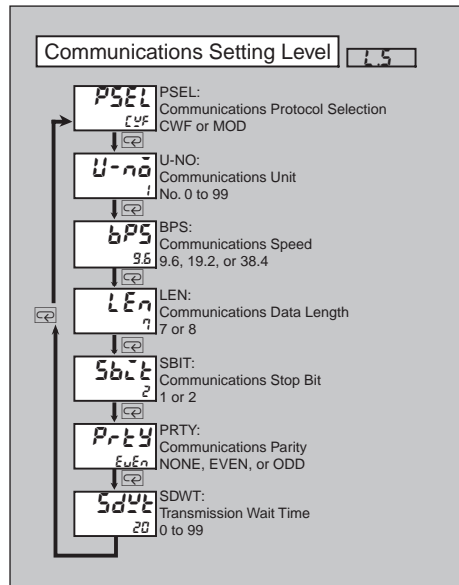 Communications Setting Level L.5
PSEL
CWF
PSEL:
Communications Protocol Selection
CWF or MOD
U-no
1
U-NO:
Communications Unit
No. 0 to 99
bPS
9.6
BPS:
Communications Speed
9.6, 19.2, or 38.4
LEn
7
LEN:
Communications Data Length
7 or 8
Sbit
2
SBIT:
Communications Stop Bit
1 or 2
PrtY
EvEn
PRTY:
Communications Parity
NONE, EVEN, or ODD
SdWt
20
SDWT:
Transmission Wait Time
0 to 99